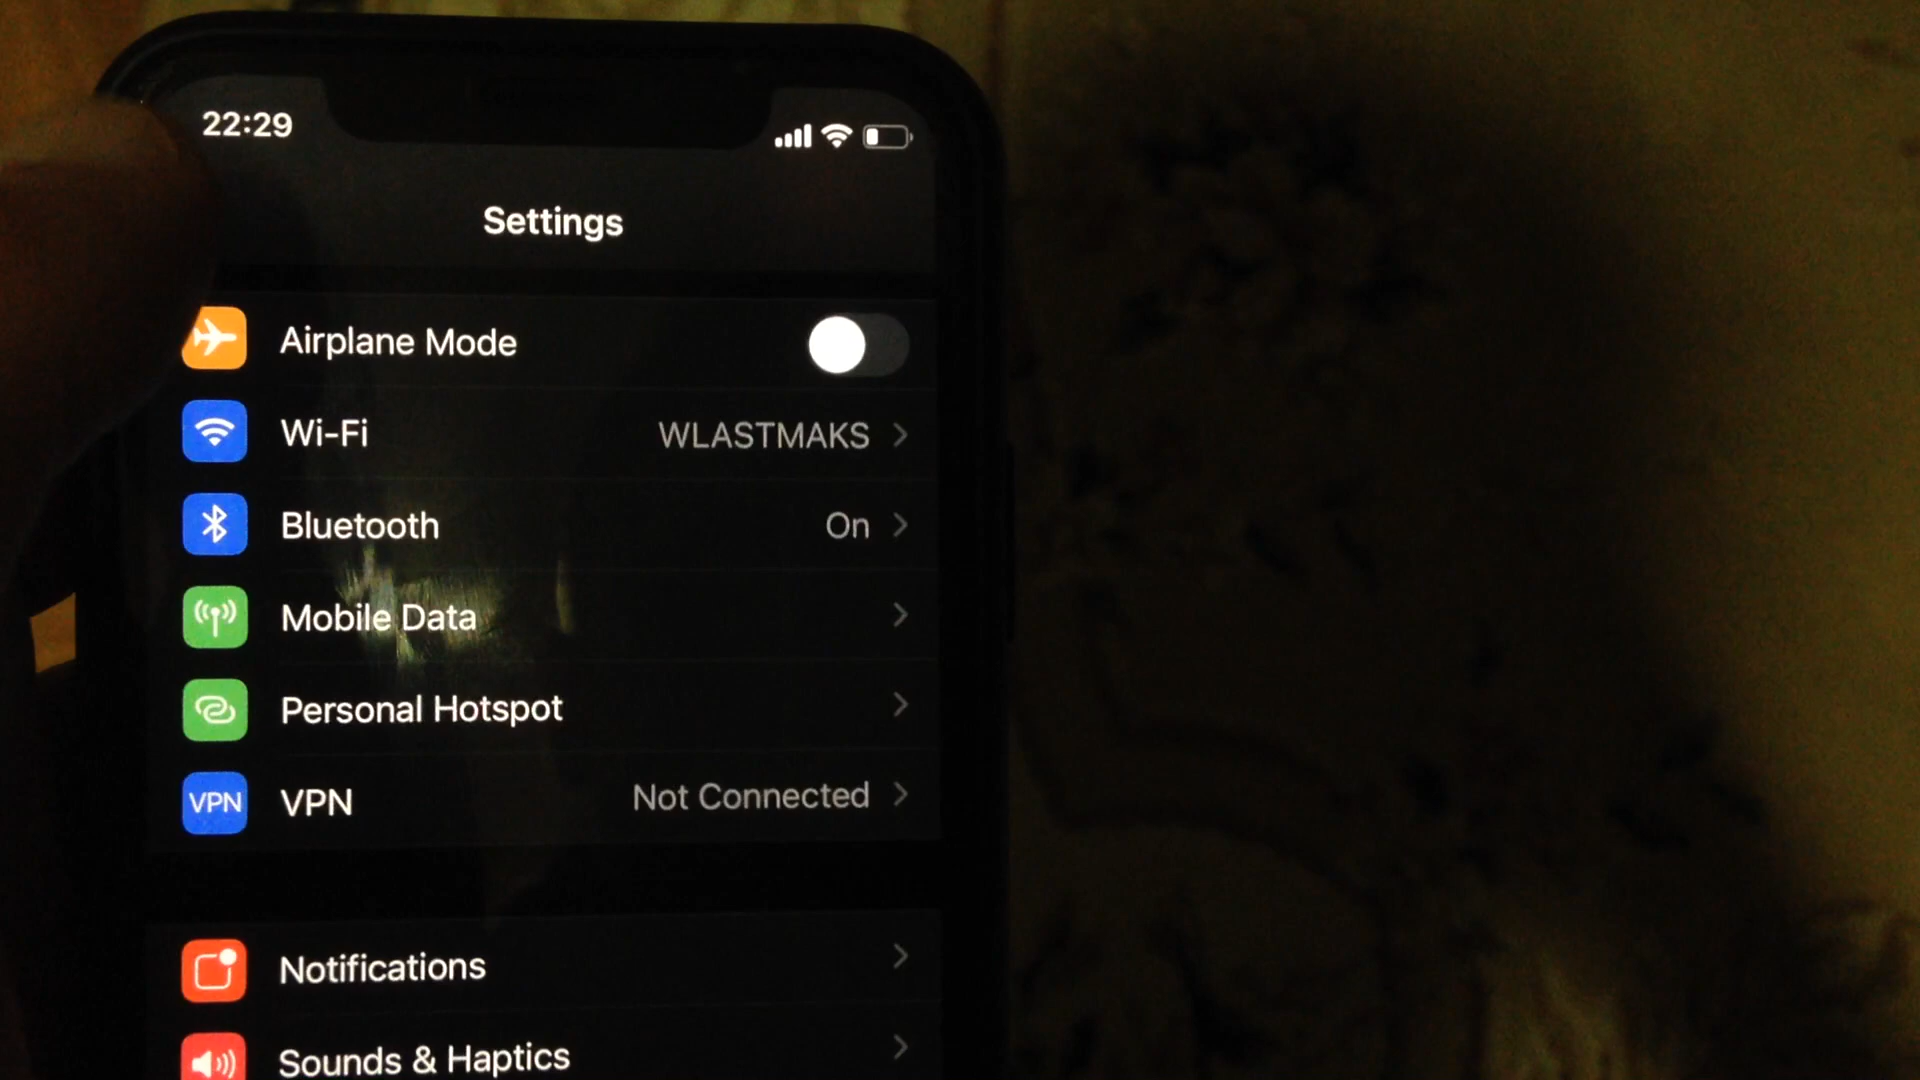 22:29
Settings
Airplane Mode
Wi-Fi WLASTMAKS
Bluetooth On
Mobile Data
Personal Hotspot
VPN VPN Not Connected
Notifications
Sounds & Haptics